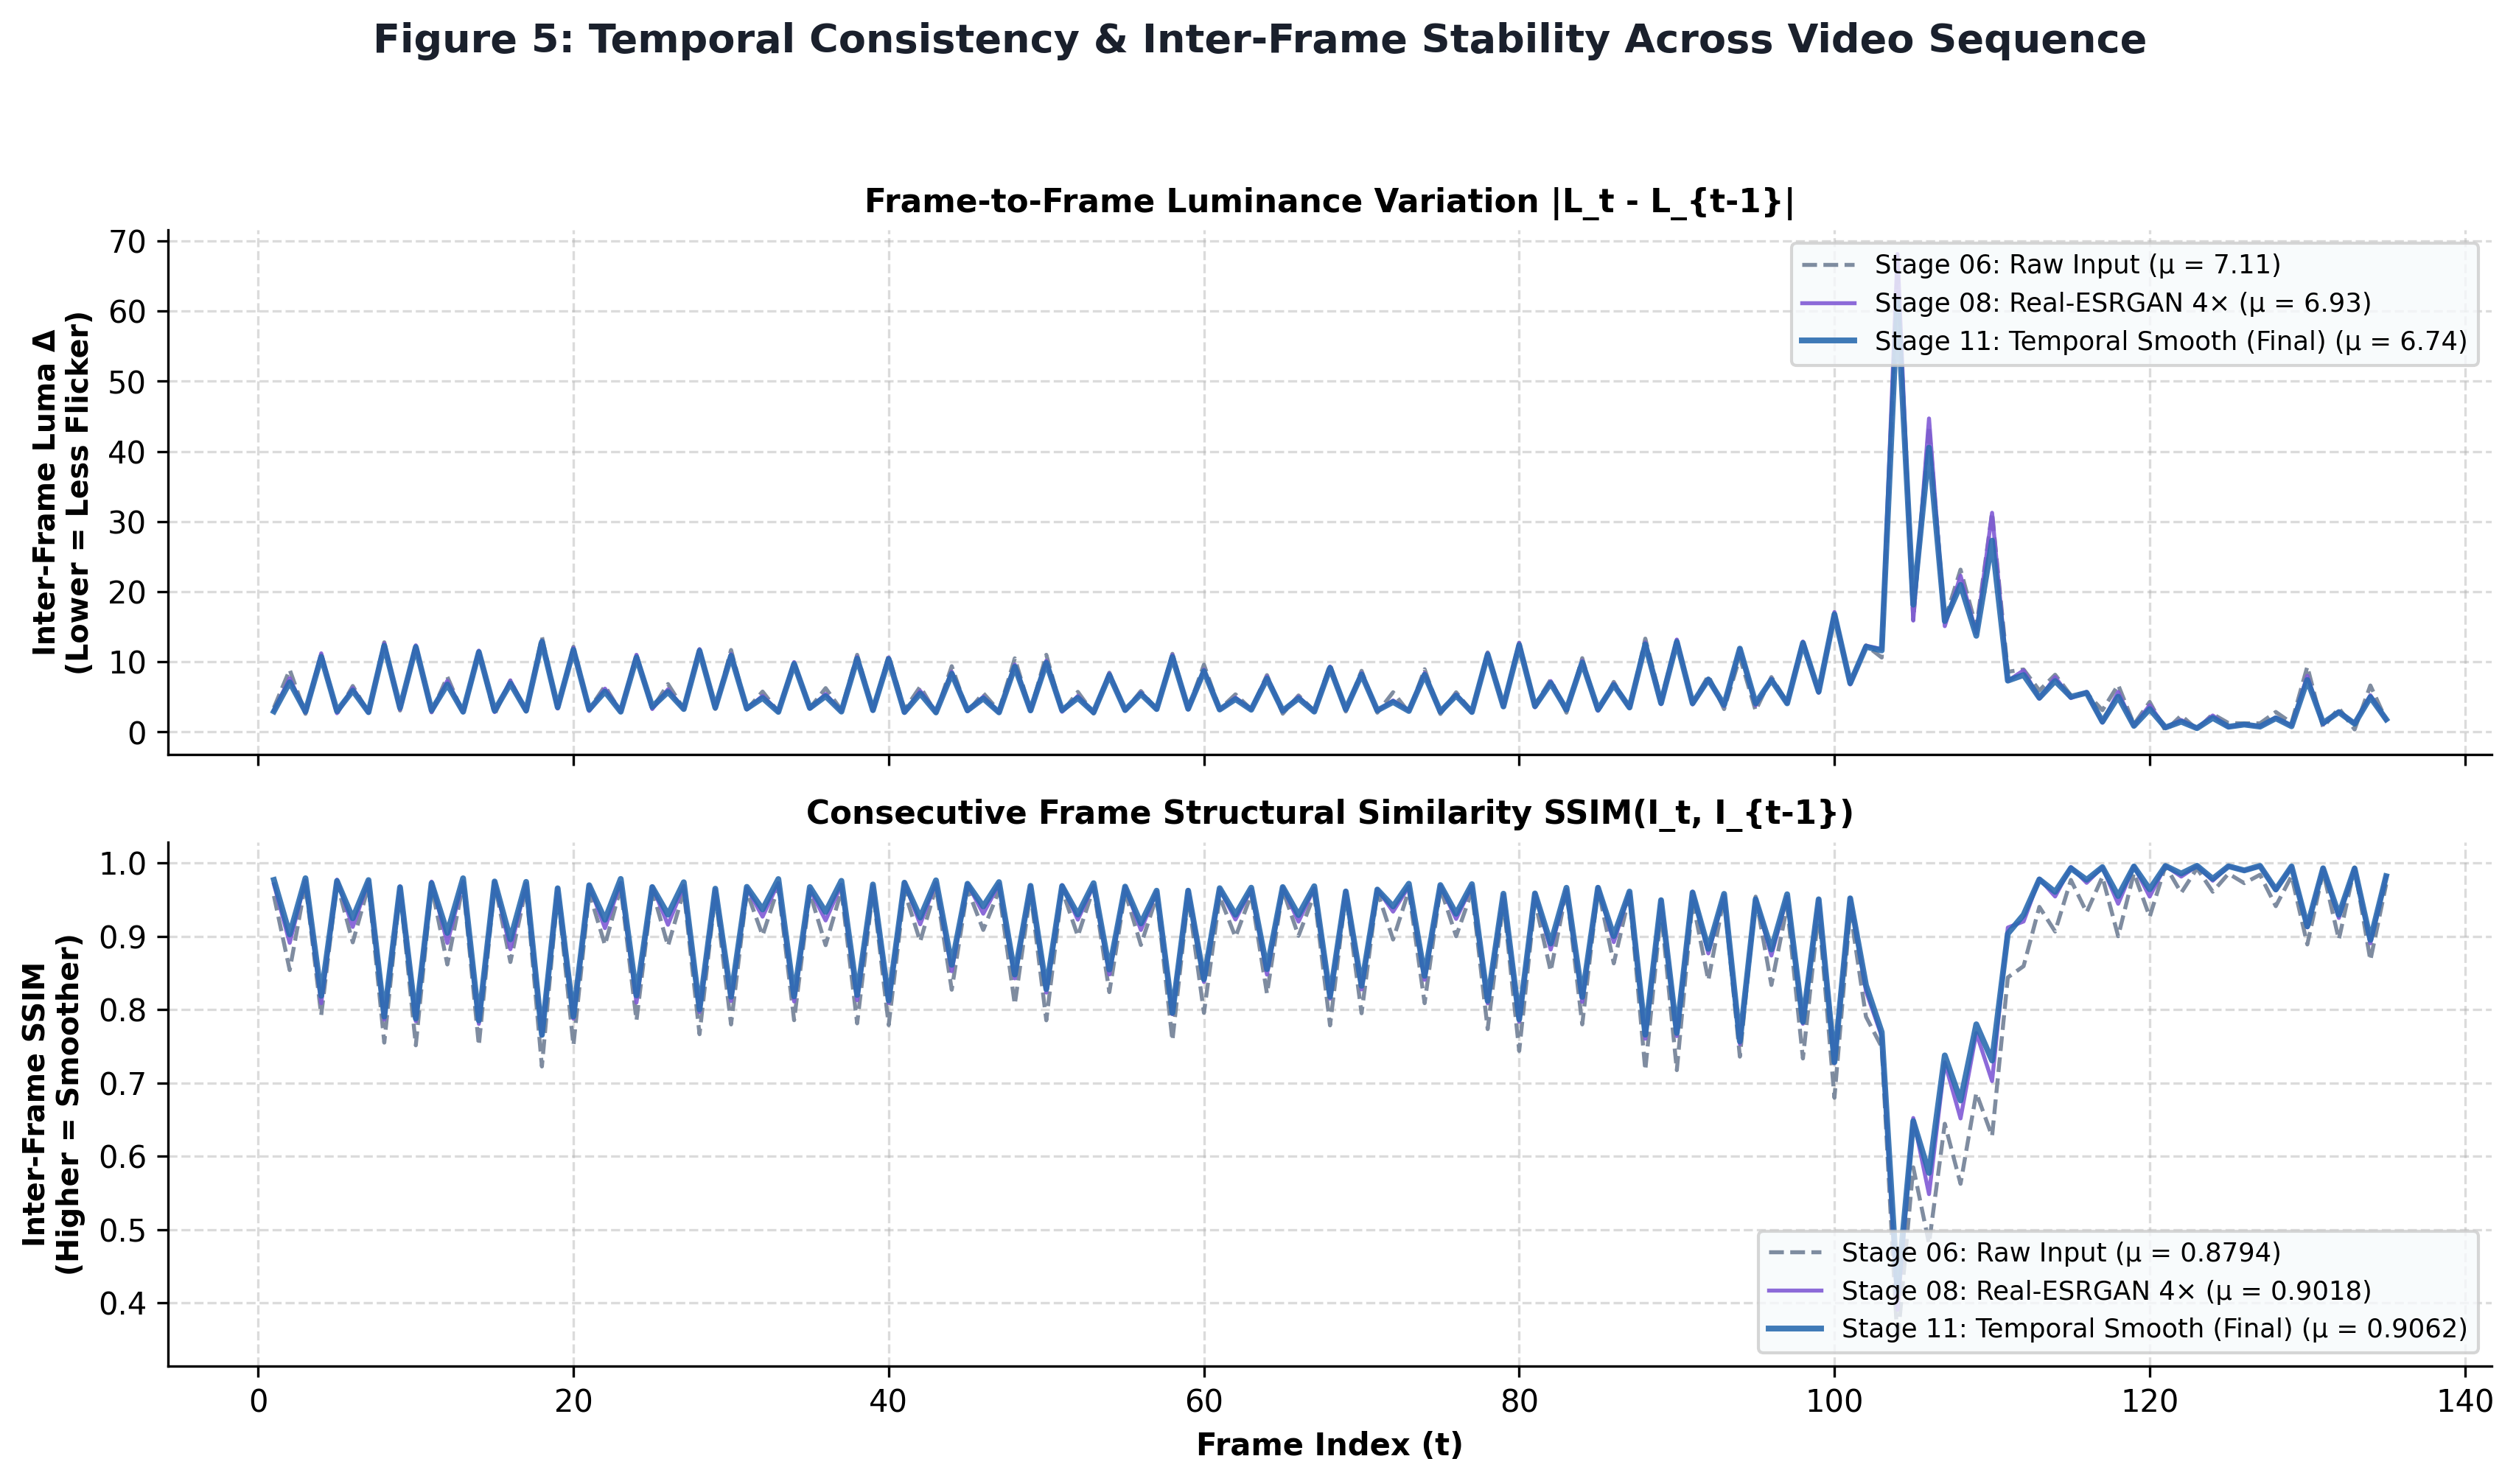 Figure 5: Temporal Consistency & Inter-Frame Stability Across Video Sequence
Frame-to-Frame Luminance Variation |L_t - L_{t-1}|
Inter-Frame Luma Δ
(Lower = Less Flicker)
70
60
50
40
30
20
10
0
Stage 06: Raw Input (μ = 7.11)
Stage 08: Real-ESRGAN 4× (μ = 6.93)
Stage 11: Temporal Smooth (Final) (μ = 6.74)
Consecutive Frame Structural Similarity SSIM(I_t, I_{t-1})
Inter-Frame SSIM
(Higher = Smoother)
1.0
0.9
0.8
0.7
0.6
0.5
0.4
Stage 06: Raw Input (μ = 0.8794)
Stage 08: Real-ESRGAN 4× (μ = 0.9018)
Stage 11: Temporal Smooth (Final) (μ = 0.9062)
0 20 40 60 80 100 120 140
Frame Index (t)